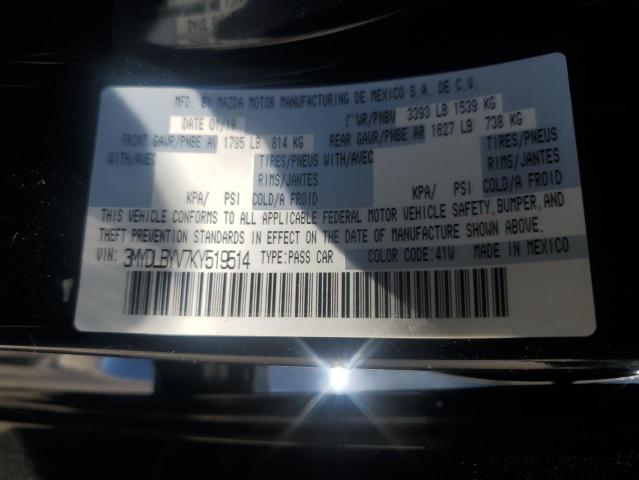 MFD. BY MAZDA MOTOR MANUFACTURING DE MEXICO S.A. DE C.V.
DATE 01/19 WR/PNBV 3393 LB 1539 KG
FRONT GAWR/PNBE AV 1795 LB 814 KG REAR GAWR/PNBE AR 1627 LB 738 KG
WITH/AVEC TIRES/PNEUS WITH/AVEC TIRES/PNEUS
RIMS/JANTES RIMS/JANTES
KPA/ PSI COLD/A FROID KPA/ PSI COLD/A FROID
THIS VEHICLE CONFORMS TO ALL APPLICABLE FEDERAL MOTOR VEHICLE SAFETY, BUMPER, AND
THEFT PREVENTION STANDARDS IN EFFECT ON THE DATE OF MANUFACTURE SHOWN ABOVE.
VIN: 3MYDLBYV7KY519514 TYPE:PASS CAR COLOR CODE:41W MADE IN MEXICO